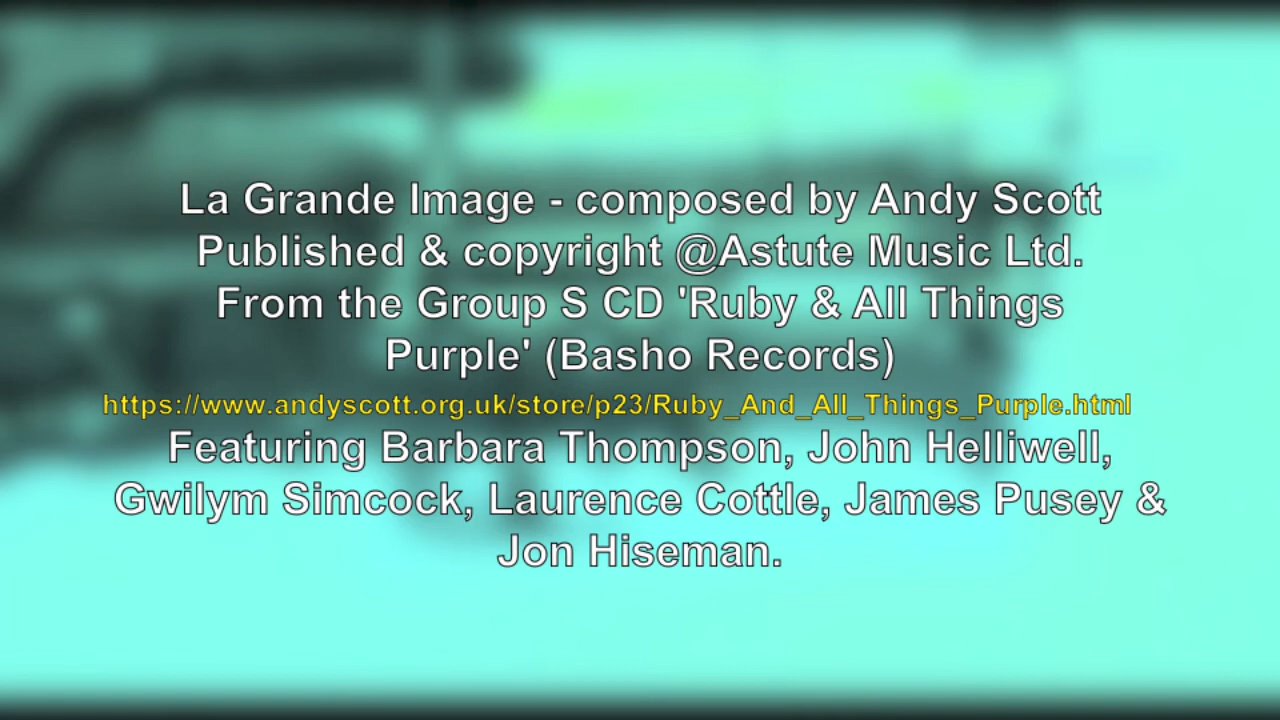 La Grande Image - composed by Andy Scott
Published & copyright @Astute Music Ltd.
From the Group S CD 'Ruby & All Things
Purple' (Basho Records)
https://www.andyscott.org.uk/store/p23/Ruby_And_All_Things_Purple.html
Featuring Barbara Thompson, John Helliwell,
Gwilym Simcock, Laurence Cottle, James Pusey &
Jon Hiseman.